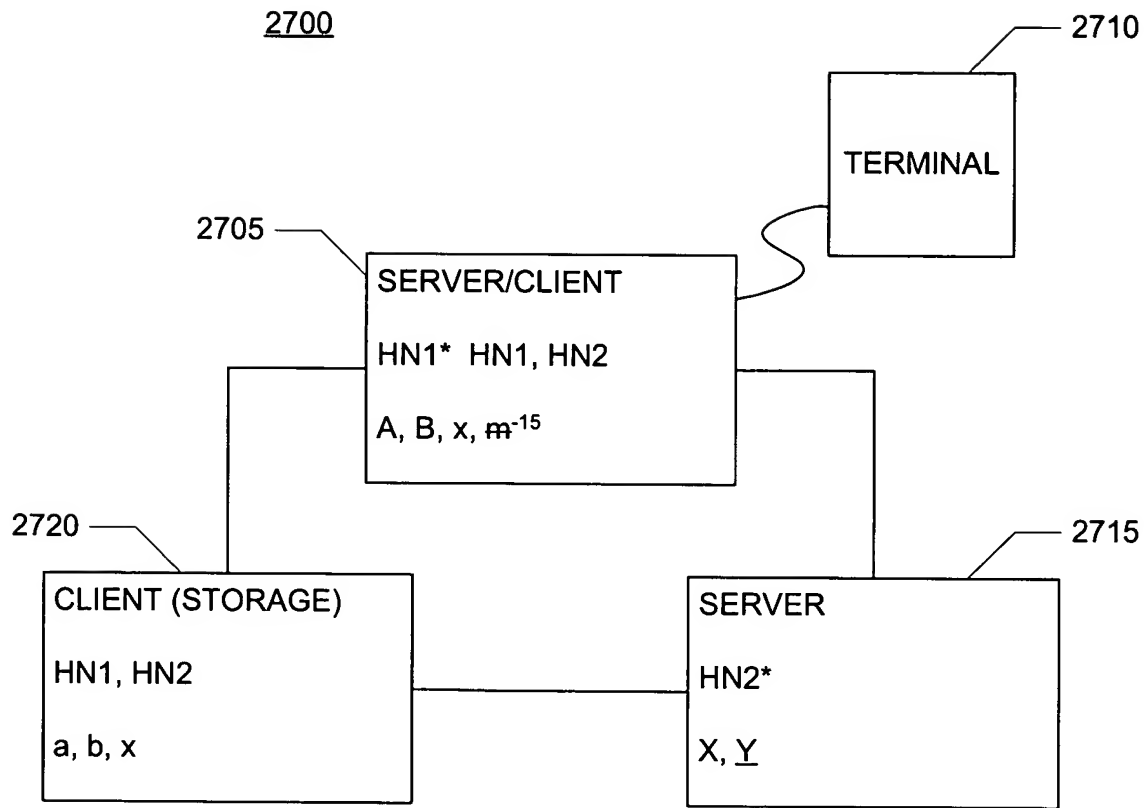 2700
2710
TERMINAL
2705
SERVER/CLIENT
HN1* HN1, HN2
A, B, x, m-15
2720
2715
CLIENT (STORAGE)
HN1, HN2
a, b, x
SERVER
HN2*
X, Y